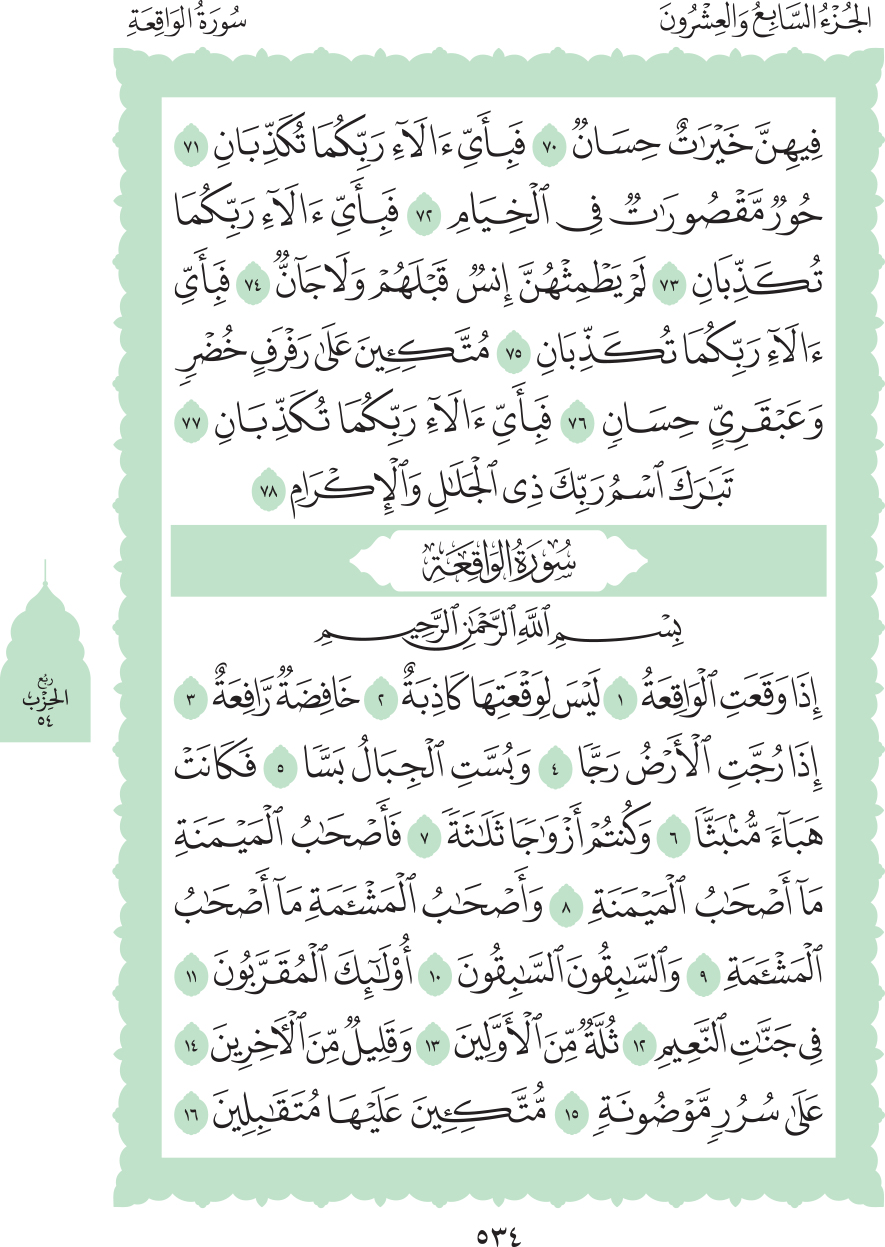 الجُزْءُ السَّابِعُ وَالعِشْرُونَ
سُورَةُ الوَاقِعَةِ
فِيهِنَّ خَيْرَٰتٌ حِسَانٌ ٧٠ فَبِأَيِّ ءَالَآءِ رَبِّكُمَا تُكَذِّبَانِ ٧١
حُورٌ مَّقْصُورَٰتٌ فِى ٱلْخِيَامِ ٧٢ فَبِأَيِّ ءَالَآءِ رَبِّكُمَا
تُكَذِّبَانِ ٧٣ لَمْ يَطْمِثْهُنَّ إِنسٌ قَبْلَهُمْ وَلَا جَآنٌّ ٧٤ فَبِأَيِّ
ءَالَآءِ رَبِّكُمَا تُكَذِّبَانِ ٧٥ مُتَّكِـِٔينَ عَلَىٰ رَفْرَفٍ خُضْرٍ
وَعَبْقَرِيٍّ حِسَانٍ ٧٦ فَبِأَيِّ ءَالَآءِ رَبِّكُمَا تُكَذِّبَانِ ٧٧
تَبَٰرَكَ ٱسْمُ رَبِّكَ ذِى ٱلْجَلَٰلِ وَٱلْإِكْرَامِ ٧٨
سُورَةُ الوَاقِعَةِ
بِسْمِ ٱللَّهِ ٱلرَّحْمَٰنِ ٱلرَّحِيمِ
إِذَا وَقَعَتِ ٱلْوَاقِعَةُ ١ لَيْسَ لِوَقْعَتِهَا كَاذِبَةٌ ٢ خَافِضَةٌ رَّافِعَةٌ ٣
إِذَا رُجَّتِ ٱلْأَرْضُ رَجًّا ٤ وَبُسَّتِ ٱلْجِبَالُ بَسًّا ٥ فَكَانَتْ
هَبَآءً مُّنۢبَثًّا ٦ وَكُنتُمْ أَزْوَٰجًا ثَلَٰثَةً ٧ فَأَصْحَٰبُ ٱلْمَيْمَنَةِ
مَآ أَصْحَٰبُ ٱلْمَيْمَنَةِ ٨ وَأَصْحَٰبُ ٱلْمَشْـَٔمَةِ مَآ أَصْحَٰبُ
ٱلْمَشْـَٔمَةِ ٩ وَٱلسَّٰبِقُونَ ٱلسَّٰبِقُونَ ١٠ أُو۟لَٰٓئِكَ ٱلْمُقَرَّبُونَ ١١
فِى جَنَّٰتِ ٱلنَّعِيمِ ١٢ ثُلَّةٌ مِّنَ ٱلْأَوَّلِينَ ١٣ وَقَلِيلٌ مِّنَ ٱلْـَٔاخِرِينَ ١٤
عَلَىٰ سُرُرٍ مَّوْضُونَةٍ ١٥ مُّتَّكِـِٔينَ عَلَيْهَا مُتَقَٰبِلِينَ ١٦
رُبع
الحِزْب
٥٤
٥٣٤